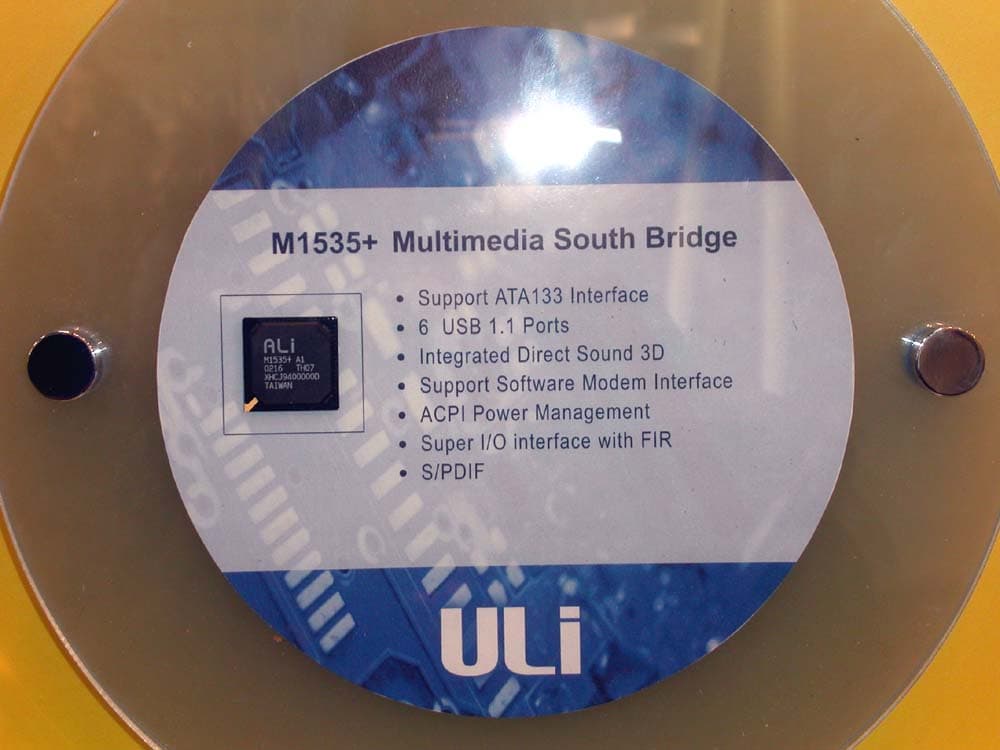 M1535+ Multimedia South Bridge
• Support ATA133 Interface
• 6 USB 1.1 Ports
• Integrated Direct Sound 3D
• Support Software Modem Interface
• ACPI Power Management
• Super I/O interface with FIR
• S/PDIF
ALi
M1535+ A1
0216 TH07
XHCJ9400000D
TAIWAN
ULi